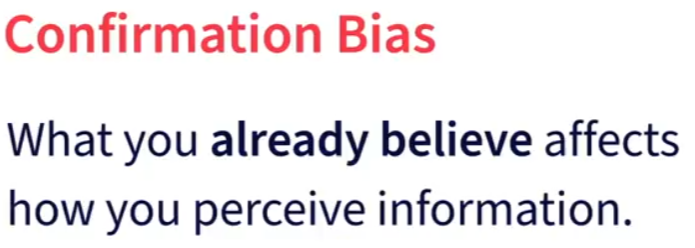 Confirmation Bias
What you already believe affects
how you perceive information.